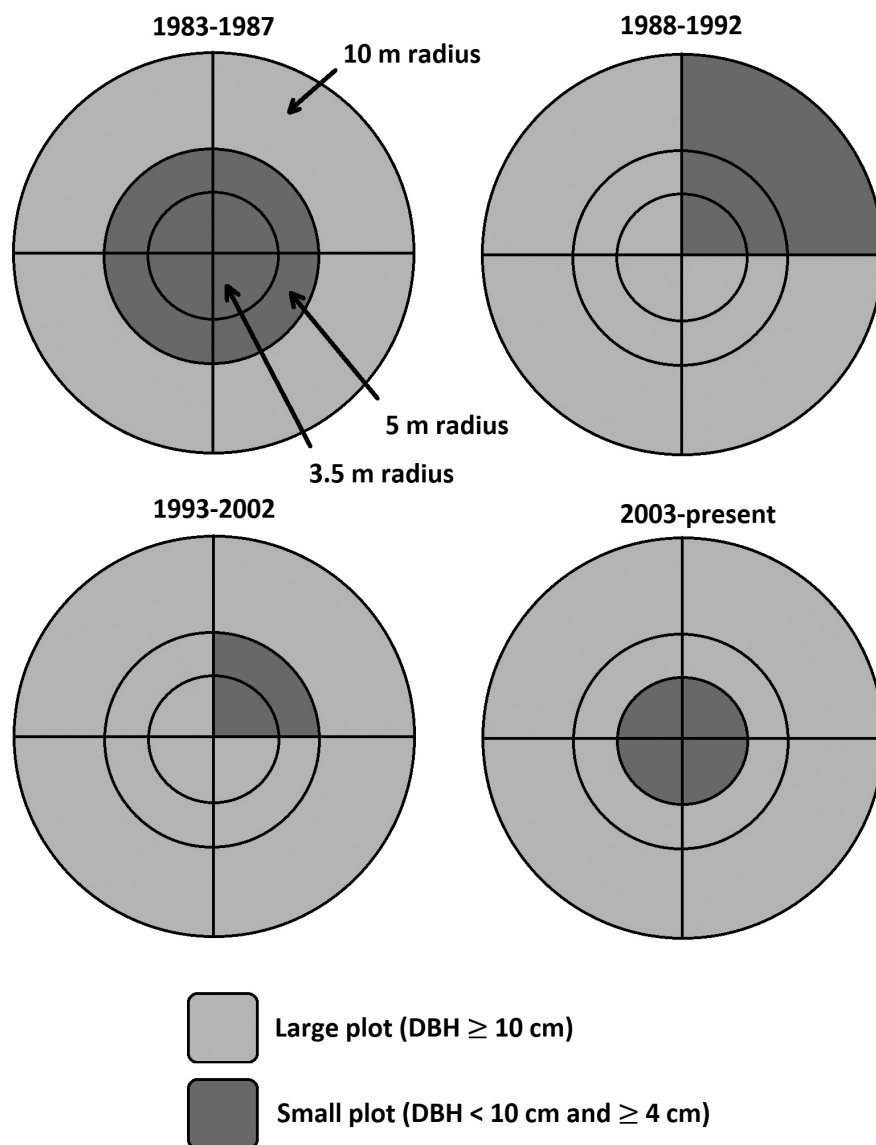 1983-1987
1988-1992
10 m radius
5 m radius
3.5 m radius
1993-2002
2003-present
Large plot (DBH ≥ 10 cm)
Small plot (DBH < 10 cm and ≥ 4 cm)